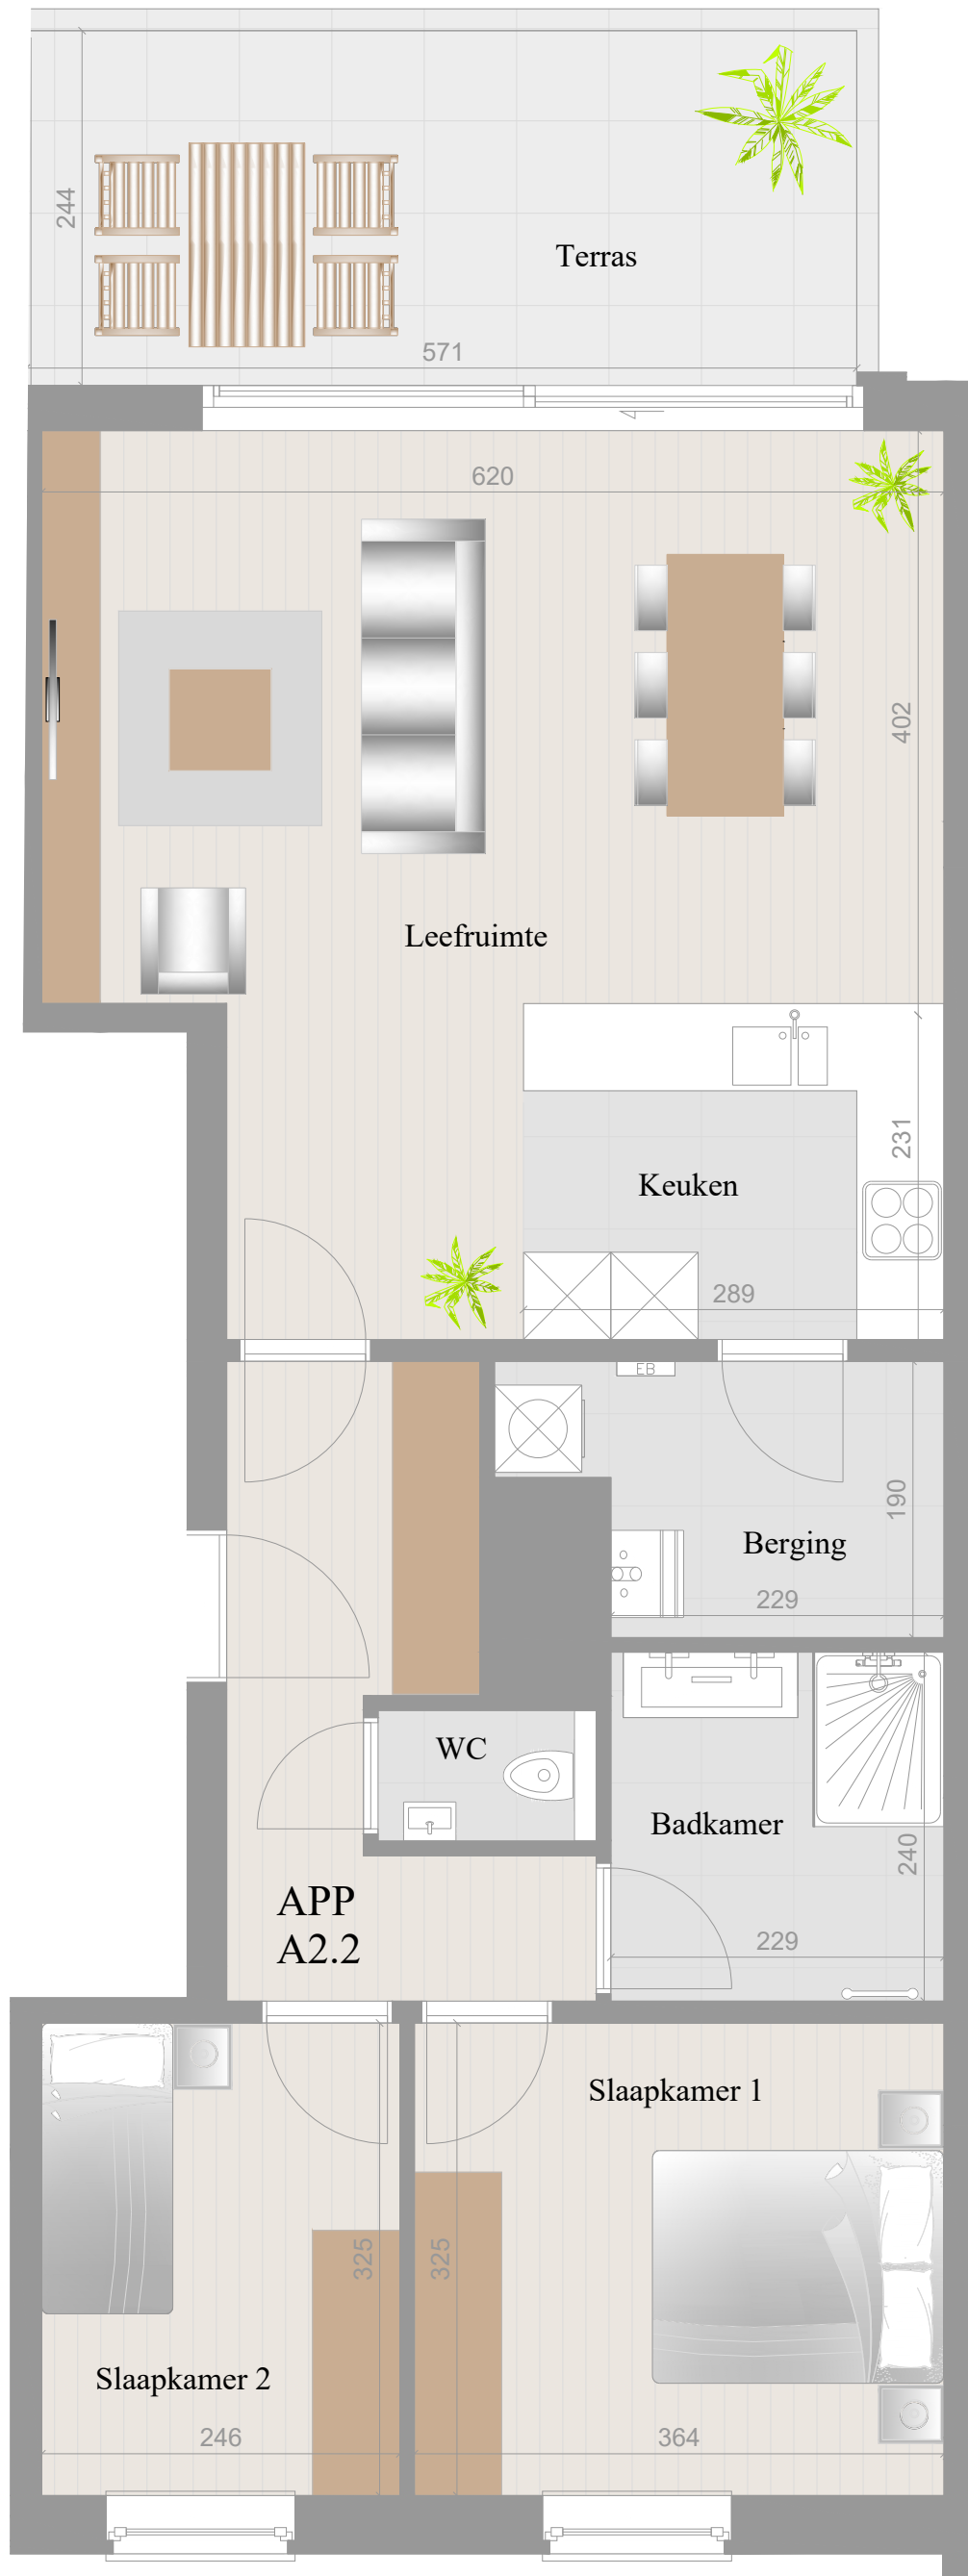 244
Terras
571
620
402
Leefruimte
231
Keuken
289
EB
190
Berging
229
WC
Badkamer
240
APP
A2.2
229
Slaapkamer 1
325
325
Slaapkamer 2
246
364